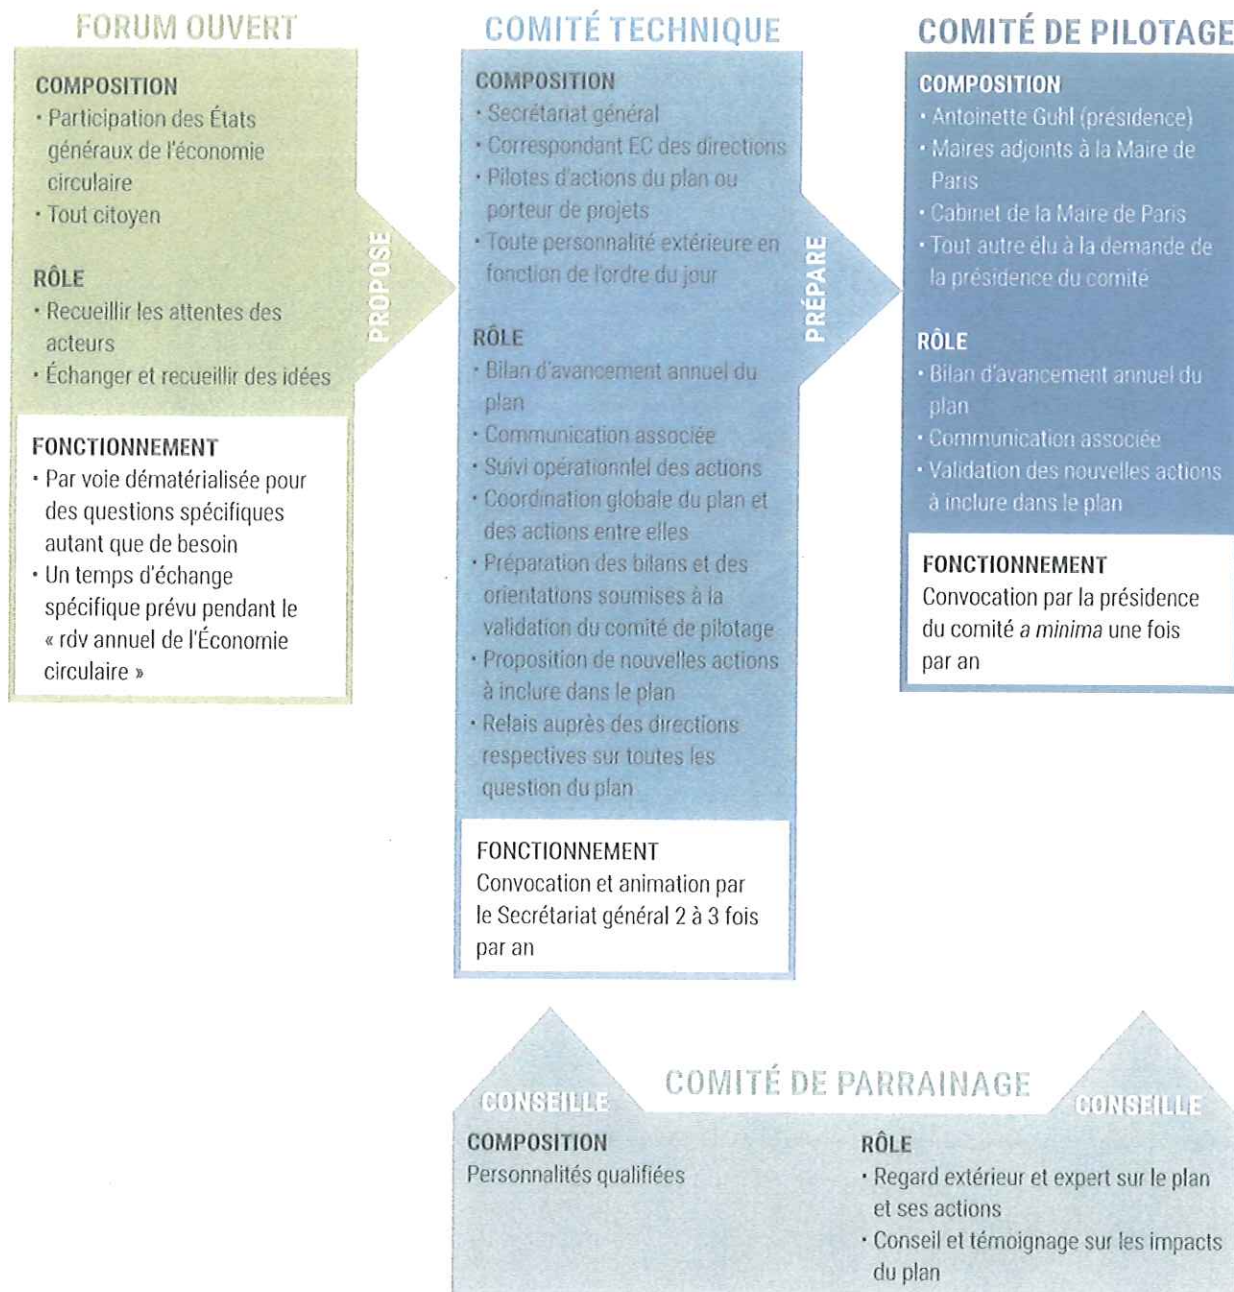 FORUM OUVERT
COMPOSITION
• Participation des États
généraux de l'économie
circulaire
• Tout citoyen
RÔLE
• Recueillir les attentes des
acteurs
• Échanger et recueillir des idées
FONCTIONNEMENT
• Par voie dématérialisée pour
des questions spécifiques
autant que de besoin
• Un temps d'échange
spécifique prévu pendant le
« rdv annuel de l'Économie
circulaire »
PROPOSE
COMITÉ TECHNIQUE
COMPOSITION
• Secrétariat général
• Correspondant EC des directions
• Pilotes d'actions du plan ou
porteur de projets
• Toute personnalité extérieure en
fonction de l'ordre du jour
RÔLE
• Bilan d'avancement annuel du
plan
• Communication associée
• Suivi opérationnlel des actions
• Coordination globale du plan et
des actions entre elles
• Préparation des bilans et des
orientations soumises à la
validation du comité de pilotage
• Proposition de nouvelles actions
à inclure dans le plan
• Relais auprès des directions
respectives sur toutes les
question du plan
FONCTIONNEMENT
Convocation et animation par
le Secrétariat général 2 à 3 fois
par an
PRÉPARE
COMITÉ DE PILOTAGE
COMPOSITION
• Antoinette Guhl (présidence)
• Maires adjoints à la Maire de
Paris
• Cabinet de la Maire de Paris
• Tout autre élu à la demande de
la présidence du comité
RÔLE
• Bilan d'avancement annuel du
plan
• Communication associée
• Validation des nouvelles actions
à inclure dans le plan
FONCTIONNEMENT
Convocation par la présidence
du comité a minima une fois
par an
COMITÉ DE PARRAINAGE
CONSEILLE
CONSEILLE
COMPOSITION
Personnalités qualifiées
RÔLE
• Regard extérieur et expert sur le plan
et ses actions
• Conseil et témoignage sur les impacts
du plan